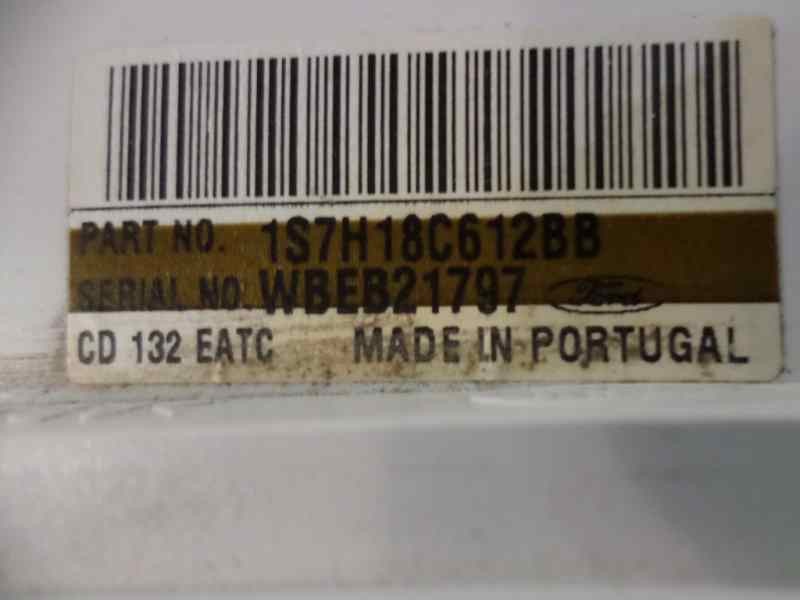 PART NO. 1S7H18C612BB
SERIAL NO. WBEB21797 Ford
CD 132 EATC MADE IN PORTUGAL